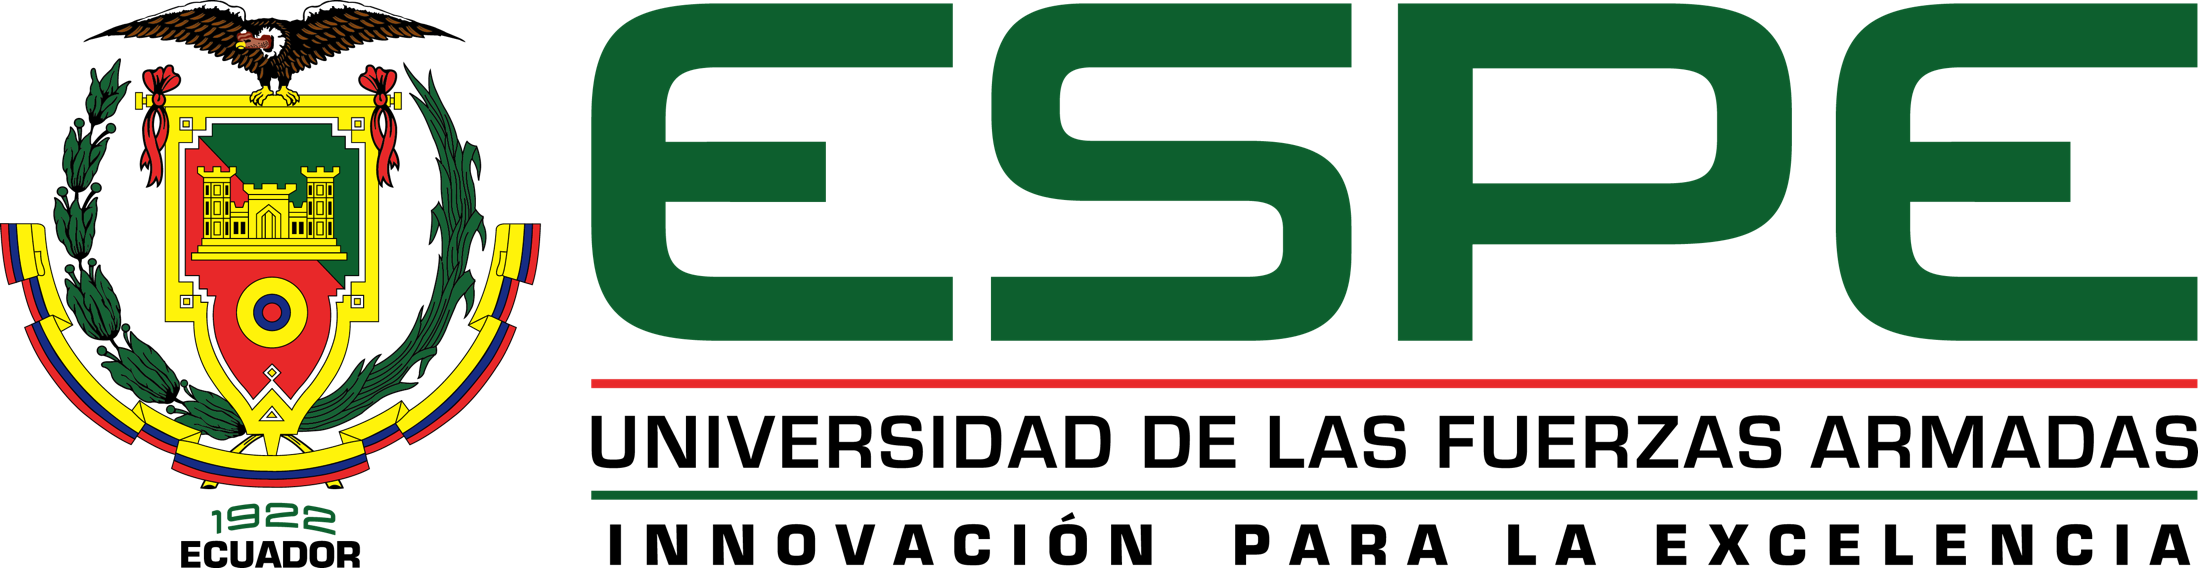 ESPE
UNIVERSIDAD DE LAS FUERZAS ARMADAS
INNOVACIÓN PARA LA EXCELENCIA
1922
ECUADOR